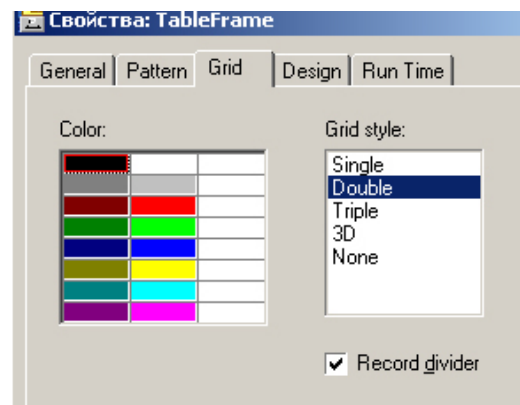 Свойства: TableFrame
General Pattern Grid Design Run Time
Color:
Grid style:
Single
Double
Triple
3D
None
Record divider